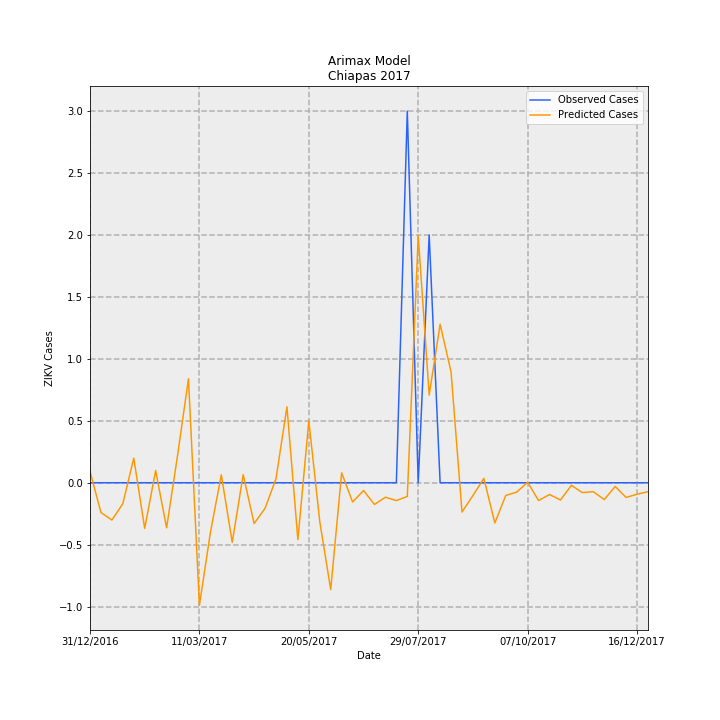 Arimax Model
Chiapas 2017
Observed Cases
Predicted Cases
ZIKV Cases
3.0
2.5
2.0
1.5
1.0
0.5
0.0
−0.5
−1.0
31/12/2016 11/03/2017 20/05/2017 29/07/2017 07/10/2017 16/12/2017
Date